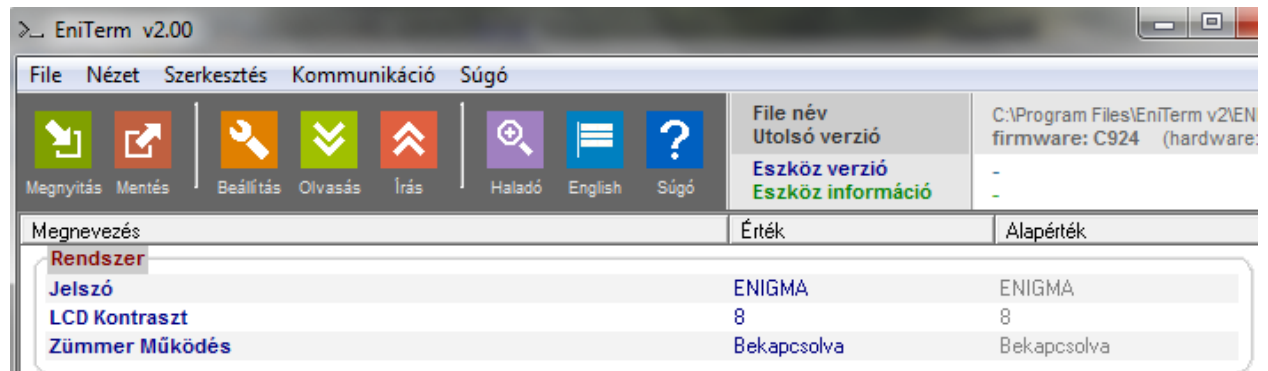 EniTerm v2.00
File Nézet Szerkesztés Kommunikáció Súgó
Megnyitás Mentés Beállítás Olvasás Írás Haladó English Súgó
File név C:\Program Files\EniTerm v2\EN
Utolsó verzió firmware: C924 (hardware:
Eszköz verzió -
Eszköz információ -
Megnevezés Érték Alapérték
Rendszer
Jelszó ENIGMA ENIGMA
LCD Kontraszt 8 8
Zümmer Működés Bekapcsolva Bekapcsolva